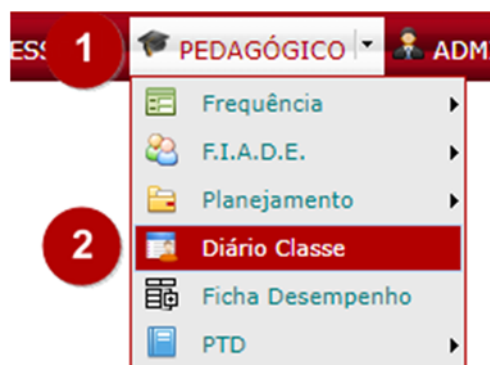 ESS 1 PEDAGÓGICO ADM
Frequência
F.I.A.D.E.
Planejamento
2 Diário Classe
Ficha Desempenho
PTD